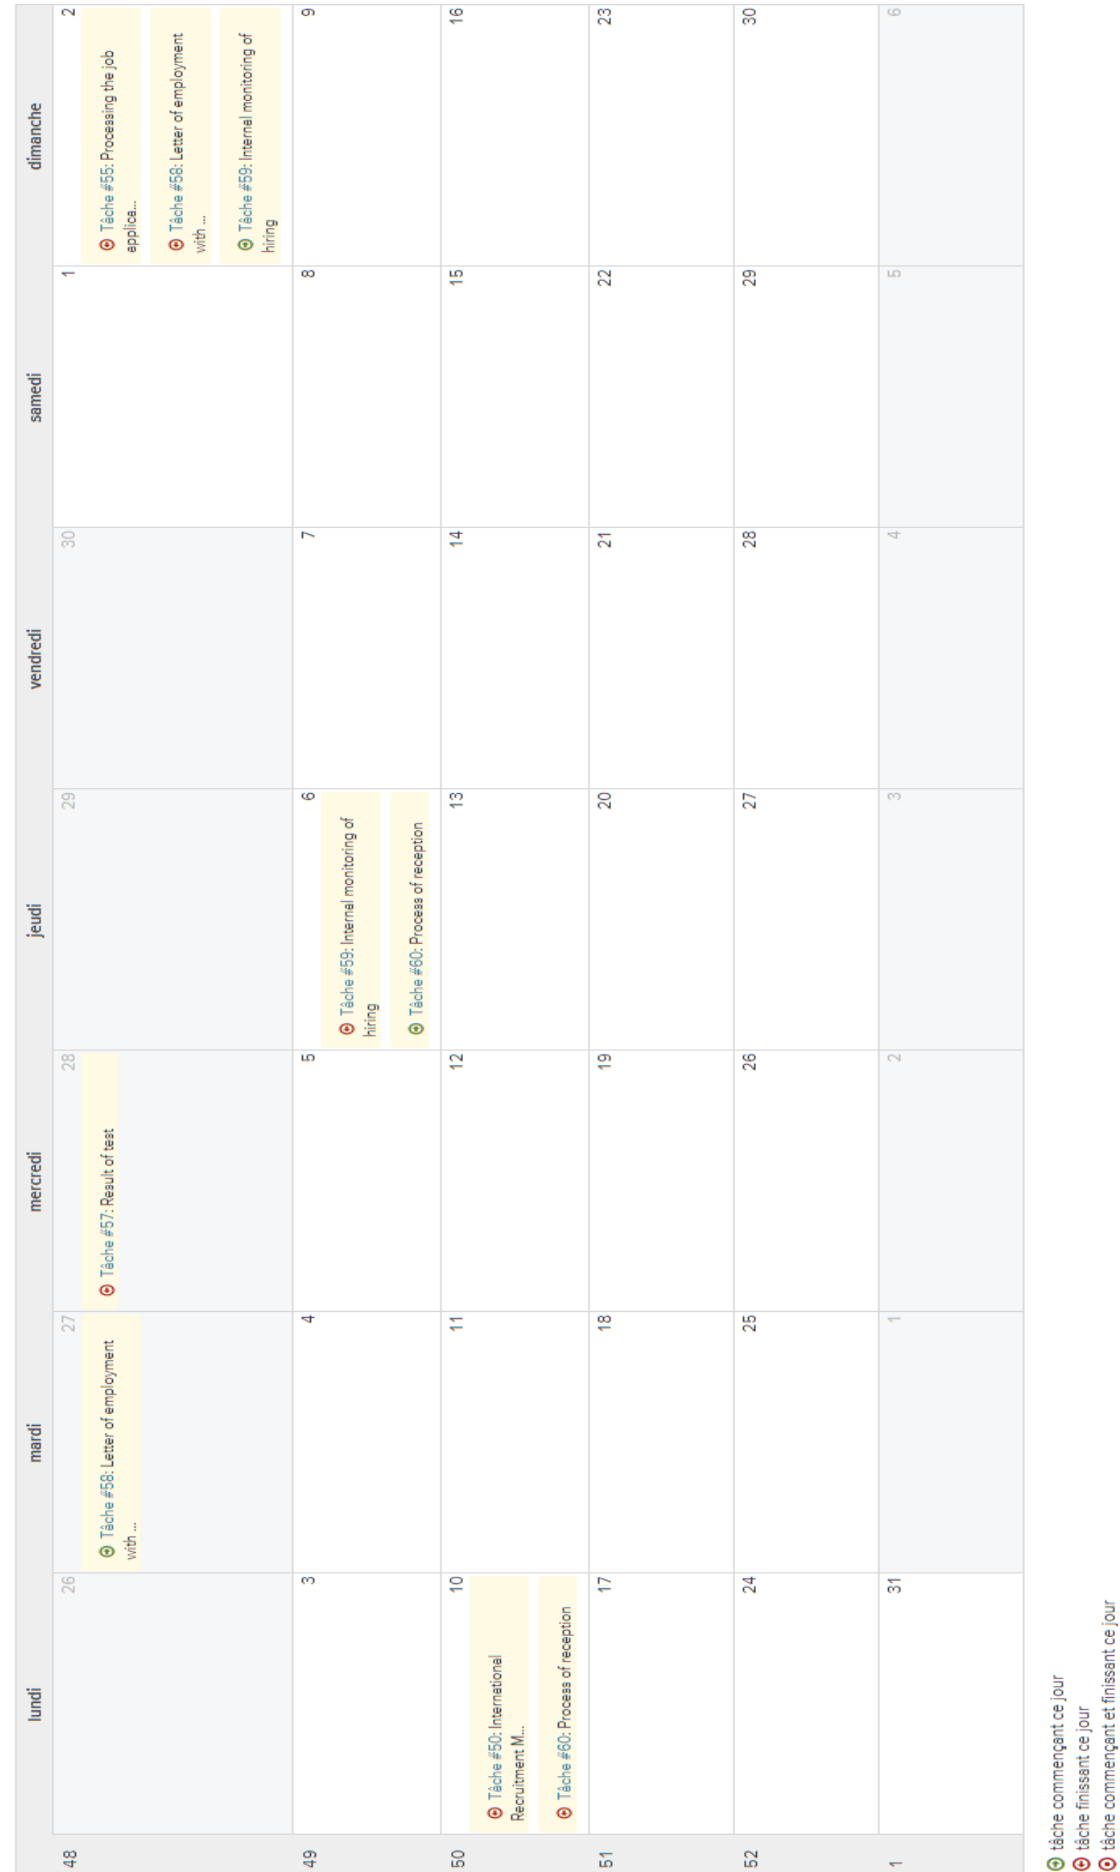 lundi mardi mercredi jeudi vendredi samedi dimanche
48 26 27 28 29 30 1 2
Tâche #58: Letter of employment
with ...
Tâche #57: Result of test
Tâche #55: Processing the job
applica...
Tâche #58: Letter of employment
with ...
Tâche #59: Internal monitoring of
hiring
49 3 4 5 6 7 8 9
Tâche #59: Internal monitoring of
hiring
Tâche #60: Process of reception
50 10 11 12 13 14 15 16
Tâche #50: International
Recruitment M...
Tâche #60: Process of reception
51 17 18 19 20 21 22 23
52 24 25 26 27 28 29 30
1 31 1 2 3 4 5 6
tâche commençant ce jour
tâche finissant ce jour
tâche commençant et finissant ce jour